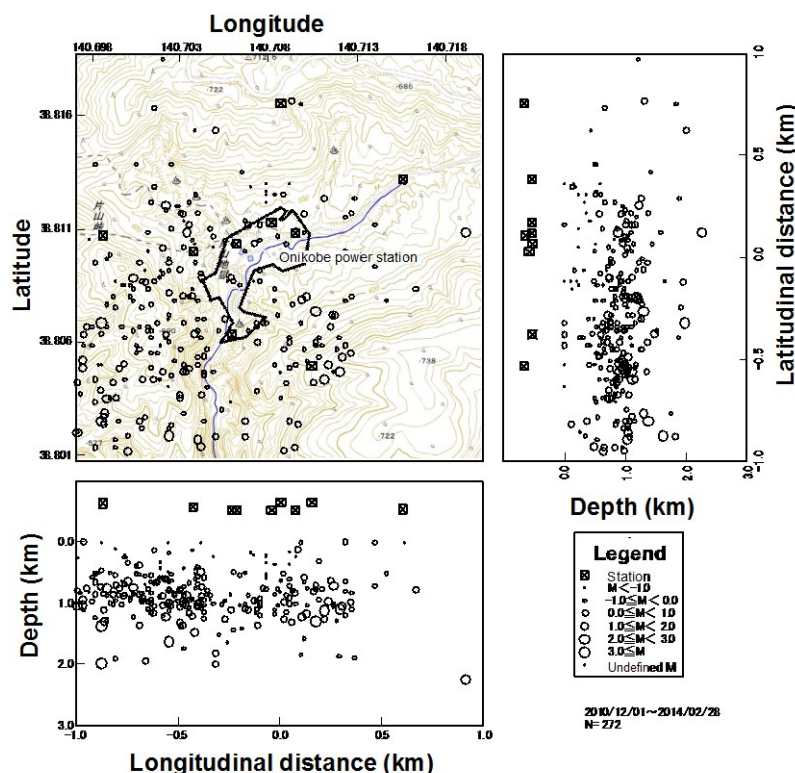 Longitude
140.698 140.703 140.708 140.713 140.718
Latitude
38.816
38.811
38.806
38.801
-722
-686
Onikobe power station
-738
-722
1.0
0.5
0.0
-0.5
-1.0
Latitudinal distance (km)
0.0 1.0 2.0 3.0
Depth (km)
Depth (km)
0.0
1.0
2.0
3.0
-1.0 -0.5 0.0 0.5 1.0
Longitudinal distance (km)
Legend
Station
M<-1.0
-1.0≦M< 0.0
0.0≦M< 1.0
1.0≦M< 2.0
2.0≦M< 3.0
3.0≦M
Undefined M
2010/12/01~2014/02/28
N=272